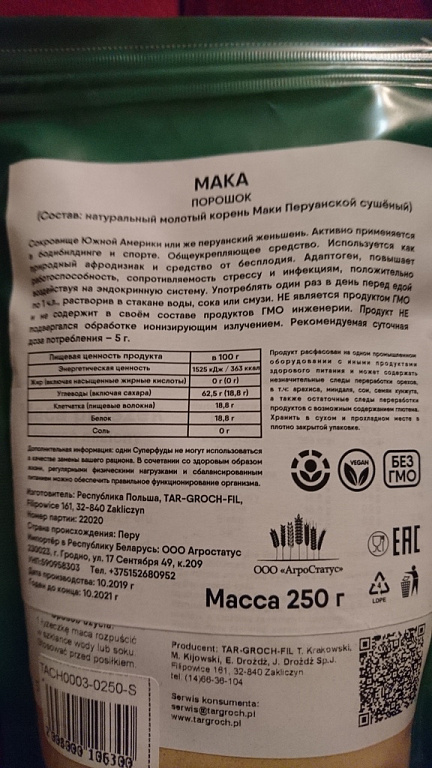 МАКА
ПОРОШОК
(Состав: натуральный молотый корень Маки Перуанской сушёный)
Сокровище Южной Америки или же перуанский женьшень. Активно применяется
в бодибилдинге и спорте. Общеукрепляющее средство. Используется как
природный афродизиак и средство от бесплодия. Адаптоген, повышает
работоспособность, сопротивляемость стрессу и инфекциям, положительно
воздействуя на эндокринную систему. Употреблять один раз в день перед едой
по 1 ч.л., растворив в стакане воды, сока или смузи. НЕ является продуктом ГМО
и не содержит в своём составе продуктов ГМО инженерии. Продукт НЕ
подвергался обработке ионизирующим излучением. Рекомендуемая суточная
доза потребления – 5 г.
Пищевая ценность продукта в 100 г
Энергетическая ценность 1525 кДж / 363 ккал
Жир (включая насыщенные жирные кислоты) 0 г (0 г)
Углеводы (включая сахара) 62,5 г (18,8 г)
Клетчатка (пищевые волокна) 18,8 г
Белок 18,8 г
Соль 0 г
Продукт расфасован на одном промышленном
оборудовании с иными продуктами
здорового питания и может содержать
незначительные следы переработки орехов,
в т.ч: арахиса, миндаля, сои, семян кунжута,
а также остаточные следы переработки
продуктов с возможным содержанием глютена.
Хранить в сухом и прохладном месте в
плотно закрытой упаковке.
Дополнительная информация: одни Суперфуды не могут использоваться
в качестве замены вашего рациона. В сочетании со здоровым образом
жизни, регулярными физическими нагрузками и сбалансированным
питанием можно обеспечить правильное функционирование организма.
VEGAN
БЕЗ
ГМО
Изготовитель: Республика Польша, TAR-GROCH-FIL,
Filipowice 161, 32-840 Zakliczyn
Номер партии: 22020
Страна происхождения: Перу
Импортёр в Республику Беларусь: ООО Агростатус
230023, г. Гродно, ул. 17 Сентября 49, к.209
УНП590958303 Тел. +375152680952
Дата производства: 10.2019 г
Годен до конца: 10.2021 г
ООО «АгроСтатус»
EAC
LDPE
Масса 250 г
łyżeczkę maca rozpuścić
szklance wody lub soku.
przed posiłkiem.
TACH0003-0250-S
Producent: TAR-GROCH-FIL T. Krakowski,
M. Kijowski, E. Drożdż, J. Drożdż Sp.J.
Filipowice 161, 32-840 Zakliczyn
tel. (14)66-36-104
Serwis konsumenta:
serwis@targroch.pl
www.targroch.pl
106300